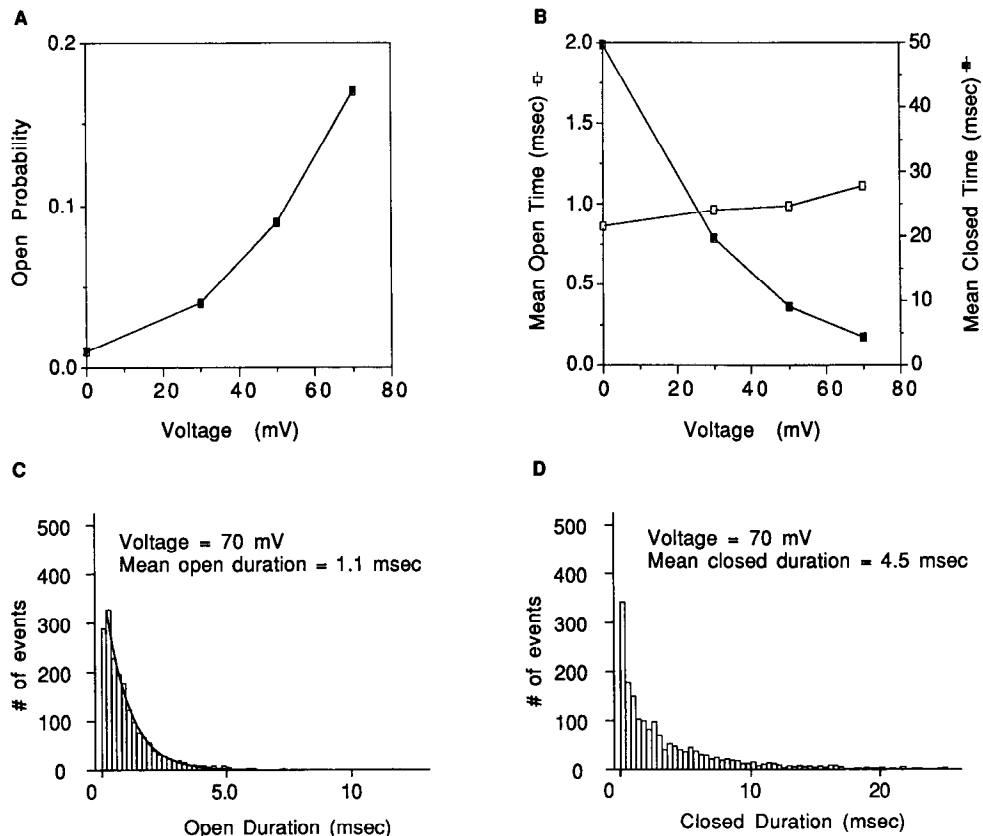 A
0.2
0.1
0.0
0 20 40 60 80
Open Probability
Voltage (mV)
B
2.0
1.5
1.0
0.5
0.0
50
40
30
20
10
0
0 20 40 60 80
Mean Open Time (msec)
Mean Closed Time (msec)
Voltage (mV)
C
500
400
300
200
100
0
Voltage = 70 mV
Mean open duration = 1.1 msec
# of events
0 5.0 10
Open Duration (msec)
D
500
400
300
200
100
0
Voltage = 70 mV
Mean closed duration = 4.5 msec
# of events
0 10 20
Closed Duration (msec)